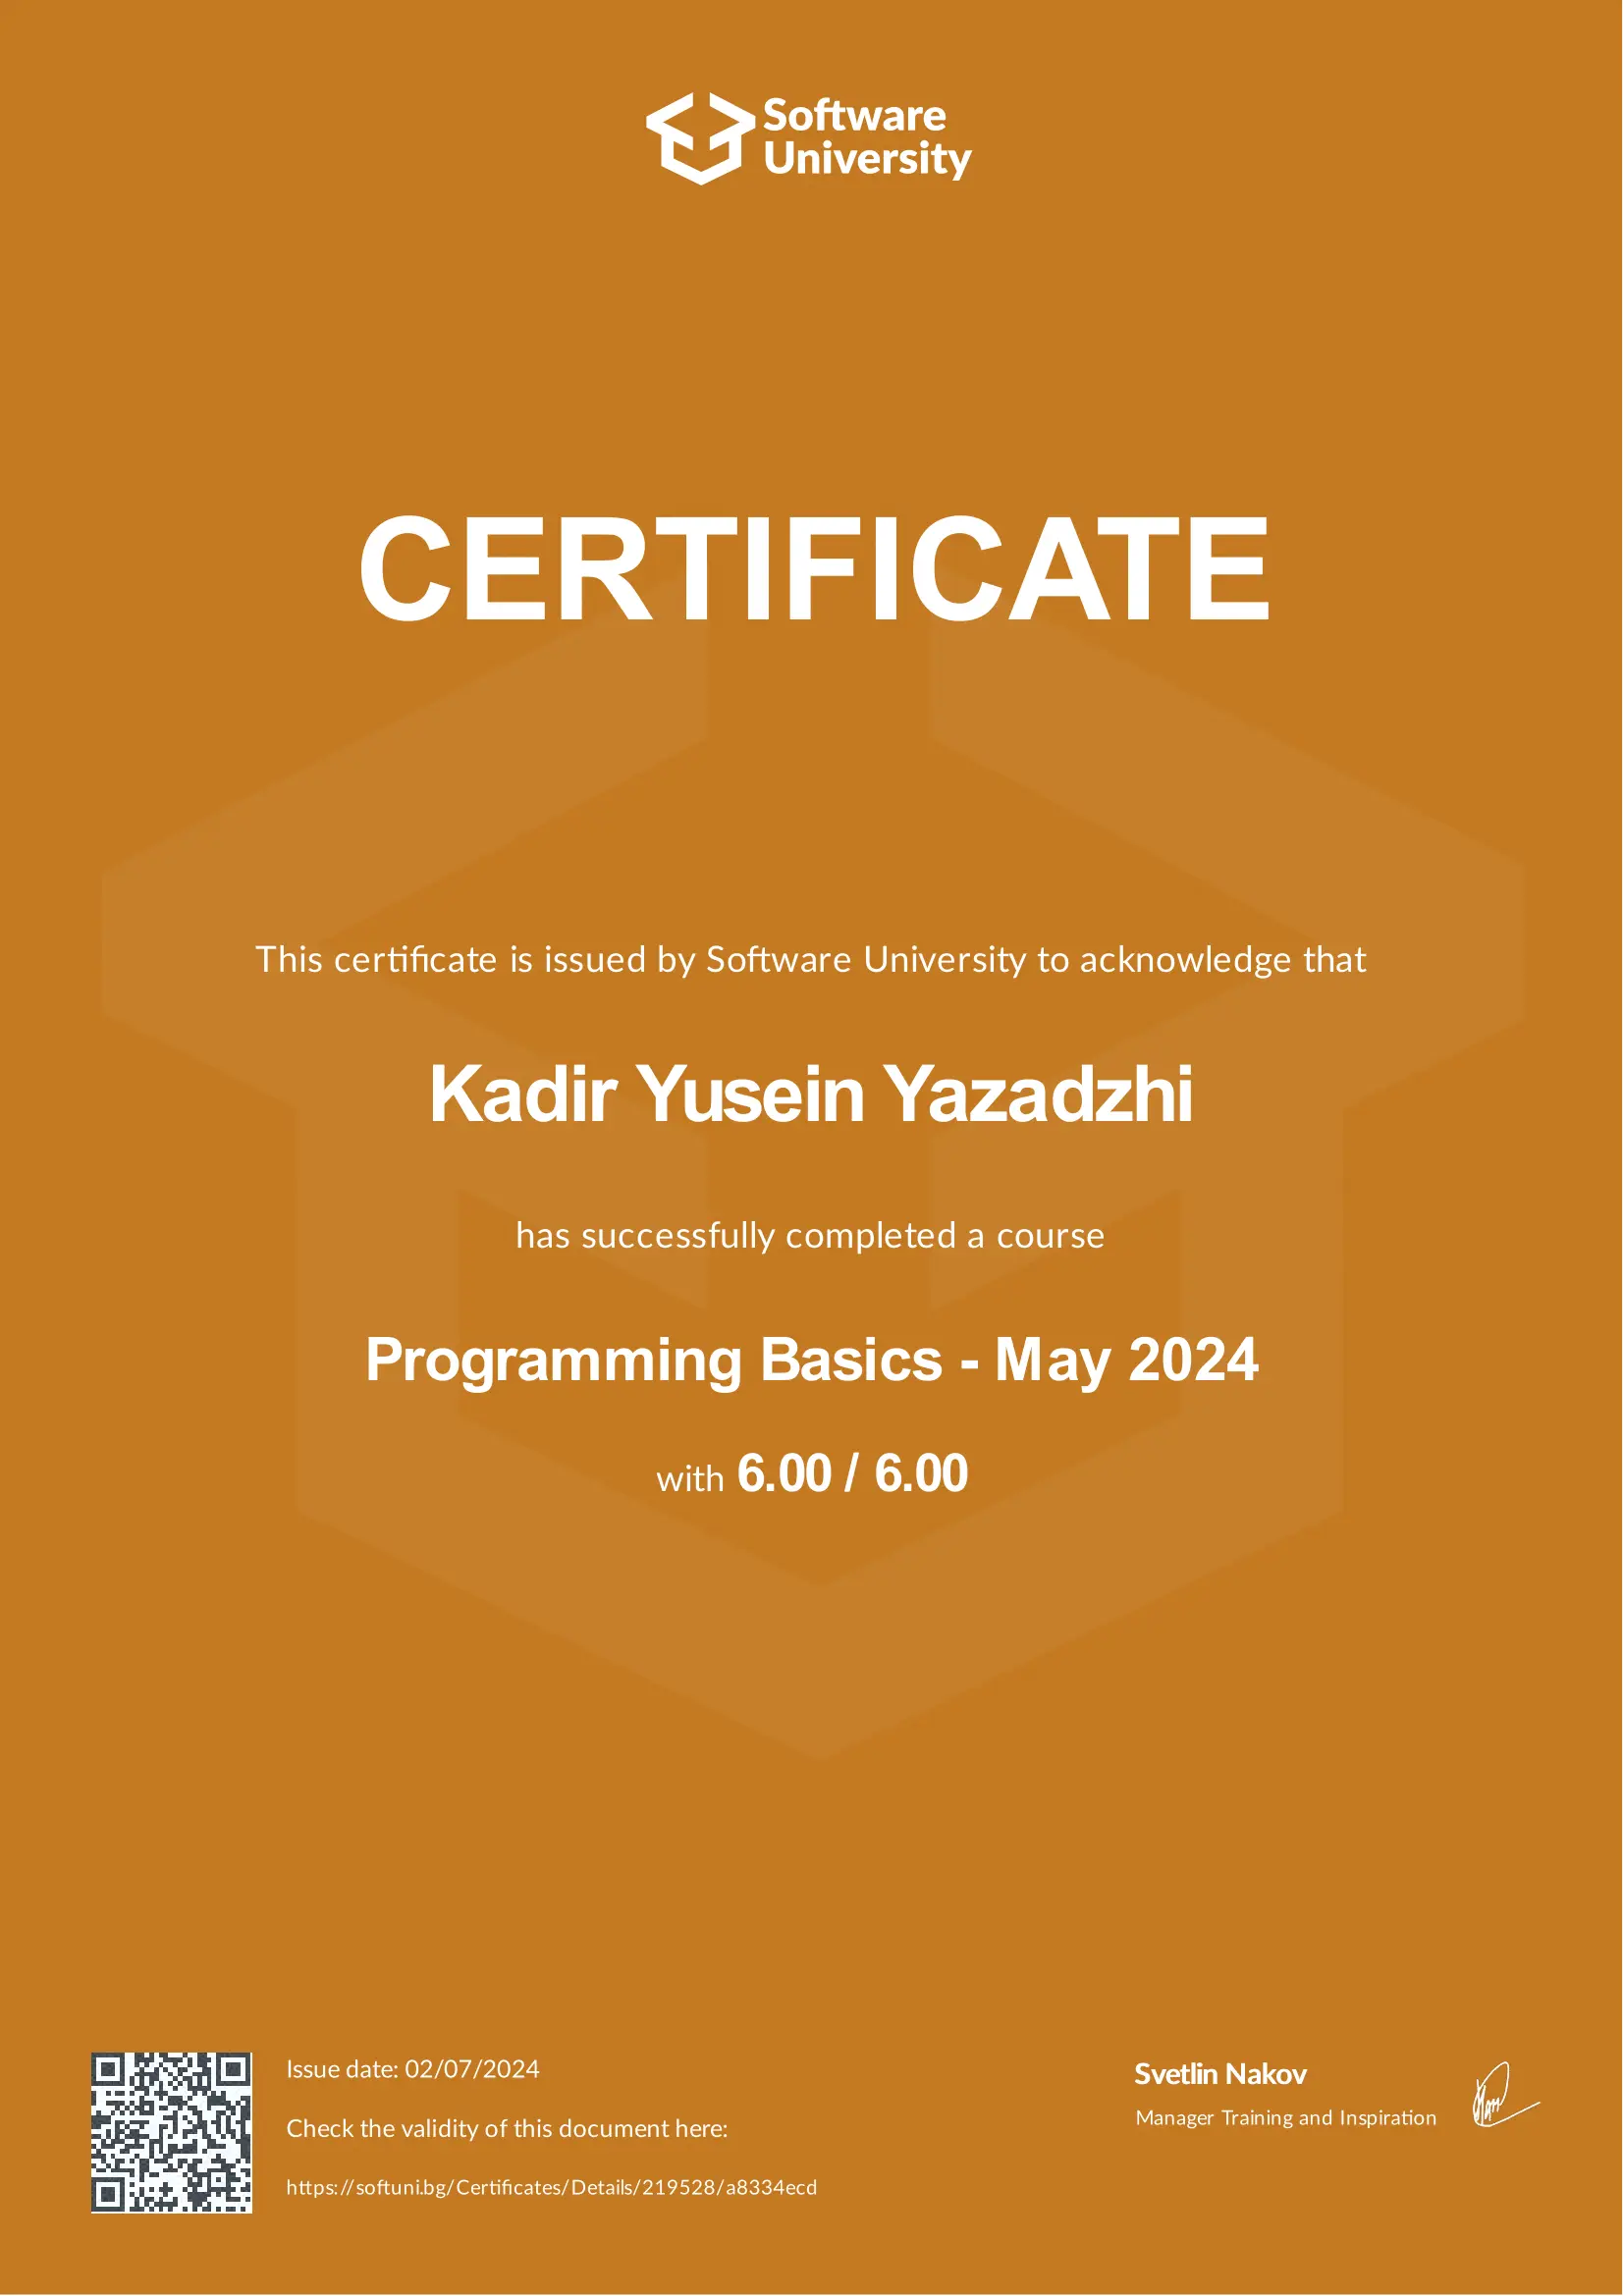 Software
University
CERTIFICATE
This certificate is issued by Software University to acknowledge that
Kadir Yusein Yazadzhi
has successfully completed a course
Programming Basics - May 2024
with 6.00 / 6.00
Issue date: 02/07/2024
Check the validity of this document here:
https://softuni.bg/Certificates/Details/219528/a8334ecd
Svetlin Nakov
Manager Training and Inspiration